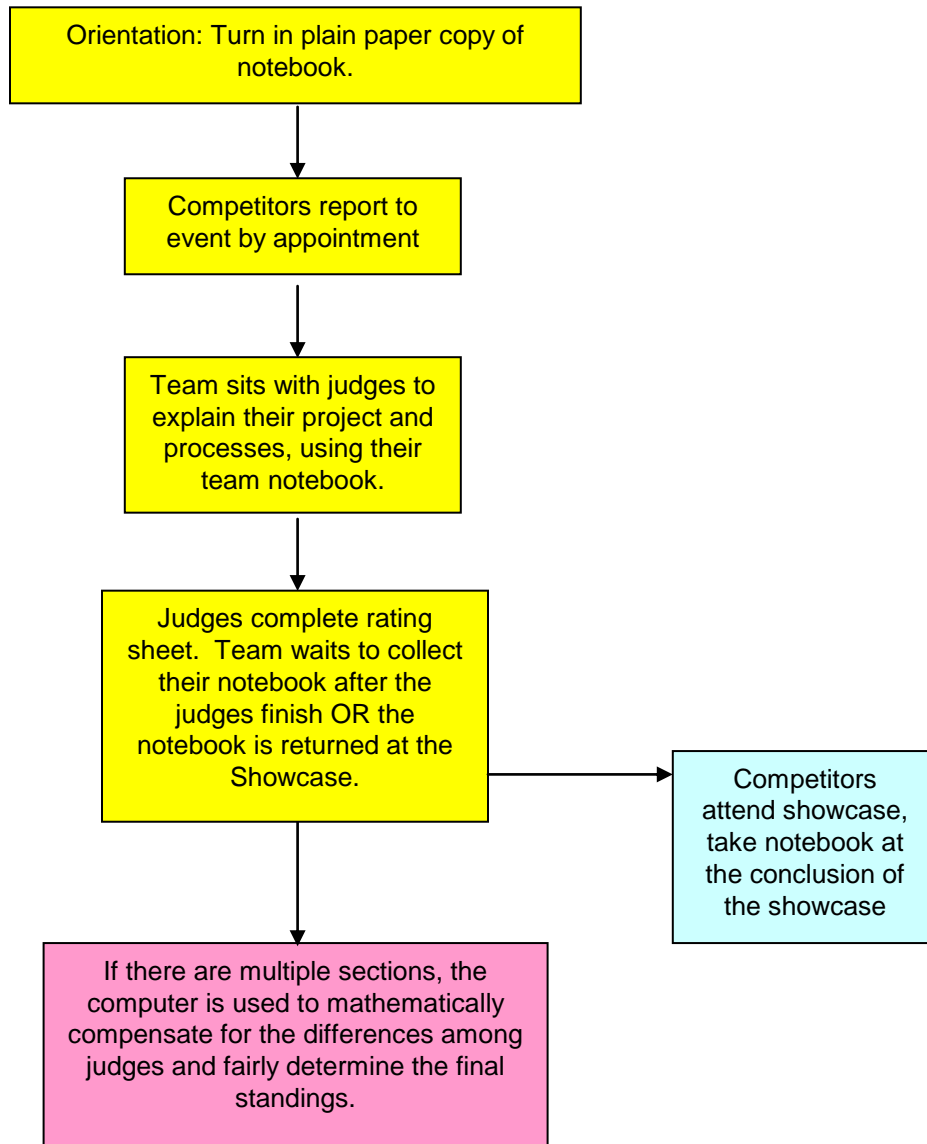 Orientation: Turn in plain paper copy of
notebook.
Competitors report to
event by appointment
Team sits with judges to
explain their project and
processes, using their
team notebook.
Judges complete rating
sheet.  Team waits to collect
their notebook after the
judges finish OR the
notebook is returned at the
Showcase.
Competitors
attend showcase,
take notebook at
the conclusion of
the showcase
If there are multiple sections, the
computer is used to mathematically
compensate for the differences among
judges and fairly determine the final
standings.